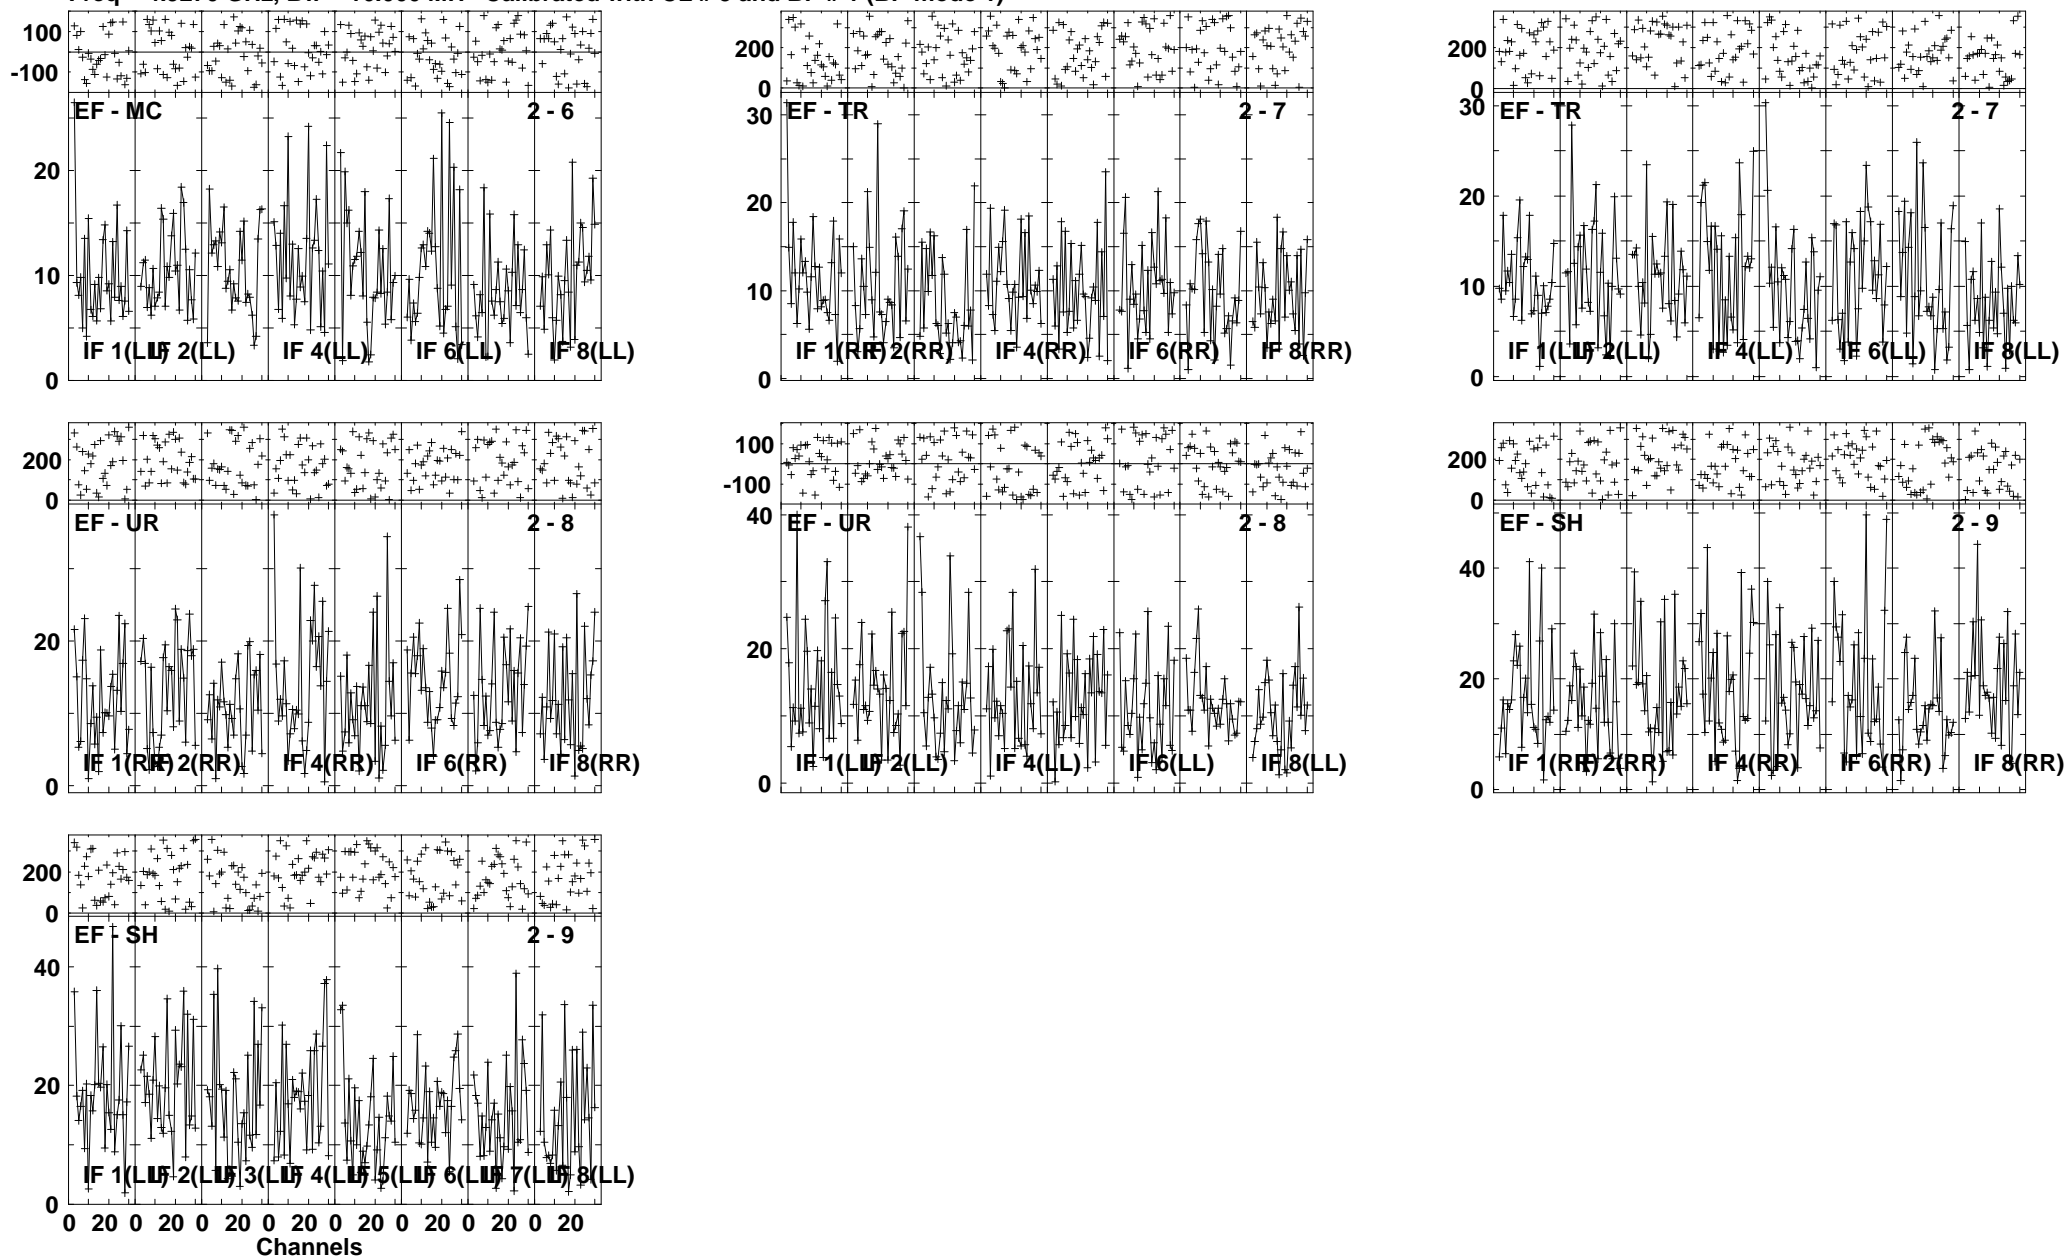 100
-100
EF - MC 2 - 6
20
10
0
IF 1(LL) IF 2(LL) IF 4(LL) IF 6(LL) IF 8(LL)
200
0
EF - TR 2 - 7
30
20
10
0
IF 1(RR) IF 2(RR) IF 4(RR) IF 6(RR) IF 8(RR)
200
0
EF - TR 2 - 7
30
20
10
0
IF 1(LL) IF 2(LL) IF 4(LL) IF 6(LL) IF 8(LL)
200
0
EF - UR 2 - 8
20
0
IF 1(RR) IF 2(RR) IF 4(RR) IF 6(RR) IF 8(RR)
100
-100
EF - UR 2 - 8
40
20
0
IF 1(LL) IF 2(LL) IF 4(LL) IF 6(LL) IF 8(LL)
200
0
EF - SH 2 - 9
40
20
0
IF 1(RR) IF 2(RR) IF 4(RR) IF 6(RR) IF 8(RR)
200
0
EF - SH 2 - 9
40
20
0
IF 1(LL) IF 2(LL) IF 3(LL) IF 4(LL) IF 5(LL) IF 6(LL) IF 7(LL) IF 8(LL)
0 20 0 20 0 20 0 20 0 20 0 20 0 20 0 20
Channels